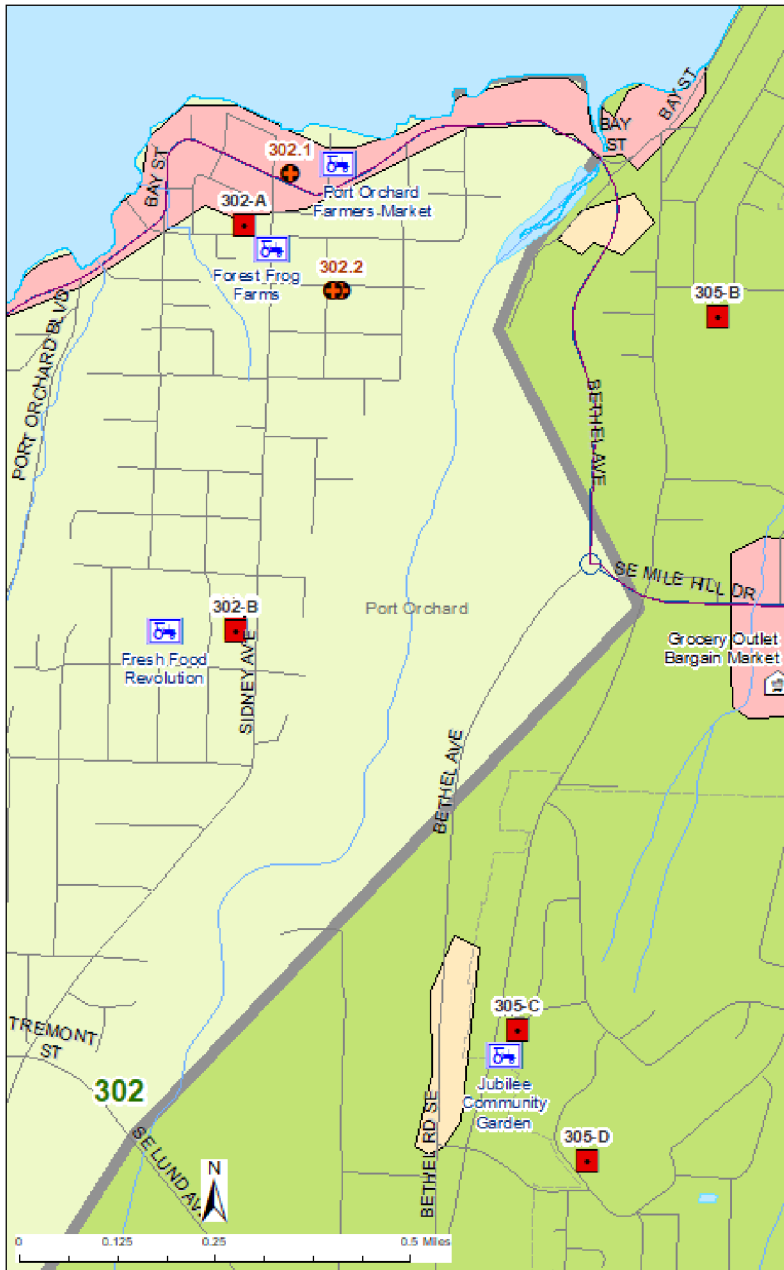 BAY ST
BAY
ST
302.1
BAY ST
302-A
Port Orchard
Farmers Market
Forest Frog
Farms
302.2
305-B
PORT ORCHARD BLVD
BETHEL AVE
SE MILE HILL DR
302-B
Port Orchard
Grocery Outlet
Bargain Market
Fresh Food
Revolution
SIDNEY AVE
BETHEL AVE
305-C
TREMONT
ST
302
Jubilee
Community
Garden
BETHEL RD SE
305-D
SE LUND AV
N
0 0.125 0.25 0.5 Miles